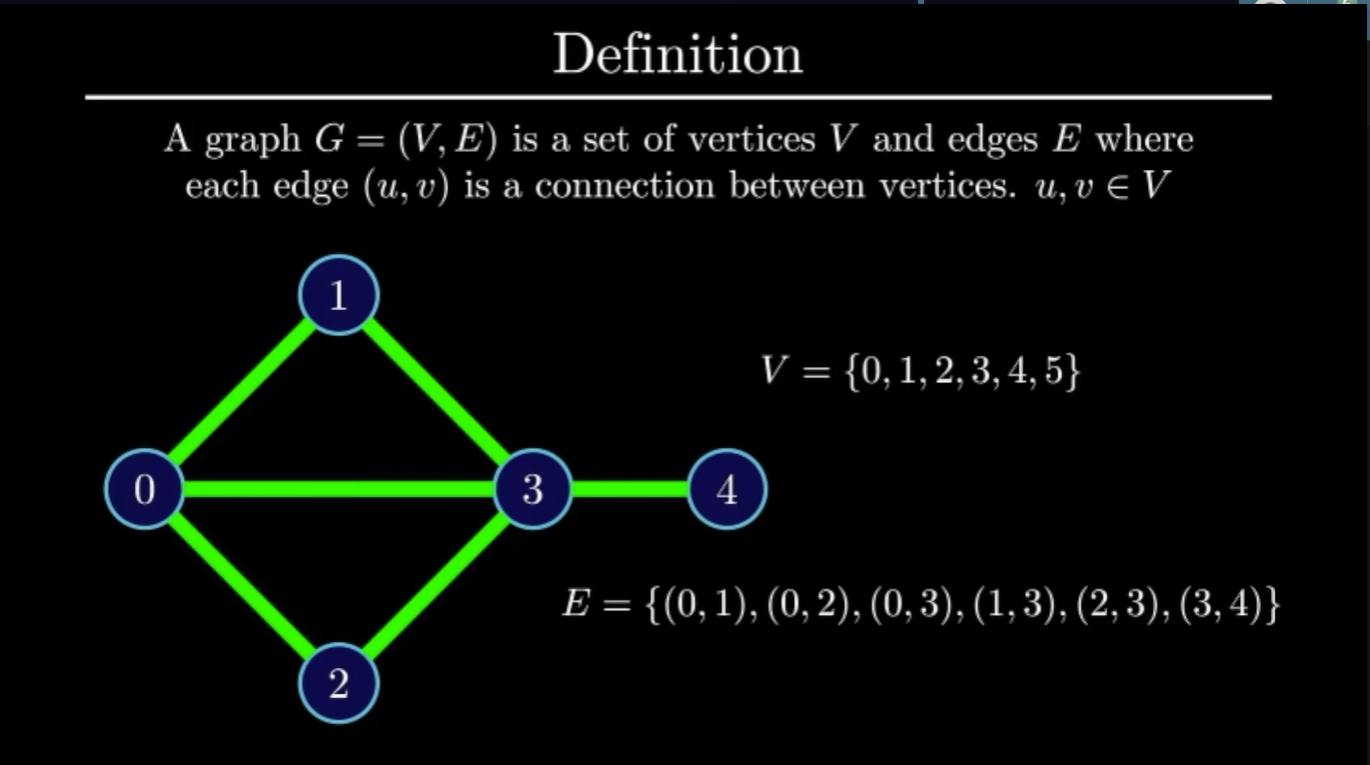 Definition
A graph G = (V, E) is a set of vertices V and edges E where
each edge (u, v) is a connection between vertices. u, v ∈ V
1
V = {0, 1, 2, 3, 4, 5}
0 3 4
E = {(0, 1), (0, 2), (0, 3), (1, 3), (2, 3), (3, 4)}
2